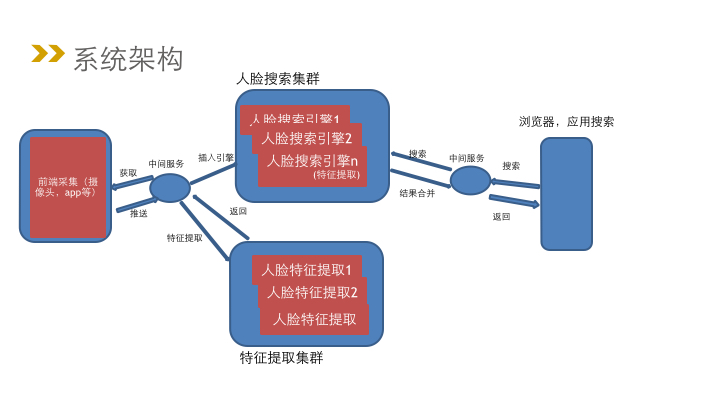 系统架构
人脸搜索集群
人脸搜索引擎1
人脸搜索引擎2
人脸搜索引擎n
(特征提取)
浏览器，应用搜索
前端采集（摄
像头，app等）
获取
中间服务
推送
插入引擎
特征提取
返回
搜索
结果合并
中间服务
搜索
返回
人脸特征提取1
人脸特征提取2
人脸特征提取
特征提取集群